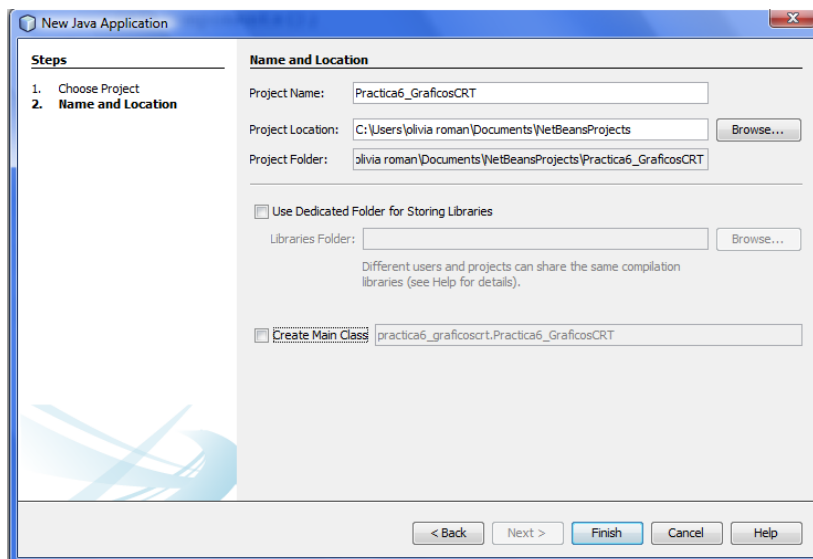 New Java Application
Steps
1. Choose Project
2. Name and Location
Name and Location
Project Name: Practica6_GraficosCRT
Project Location: C:\Users\olivia roman\Documents\NetBeansProjects Browse...
Project Folder: olivia roman\Documents\NetBeansProjects\Practica6_GraficosCRT
Use Dedicated Folder for Storing Libraries
Libraries Folder: Browse...
Different users and projects can share the same compilation
libraries (see Help for details).
Create Main Class practica6_graficoscrt.Practica6_GraficosCRT
< Back Next > Finish Cancel Help